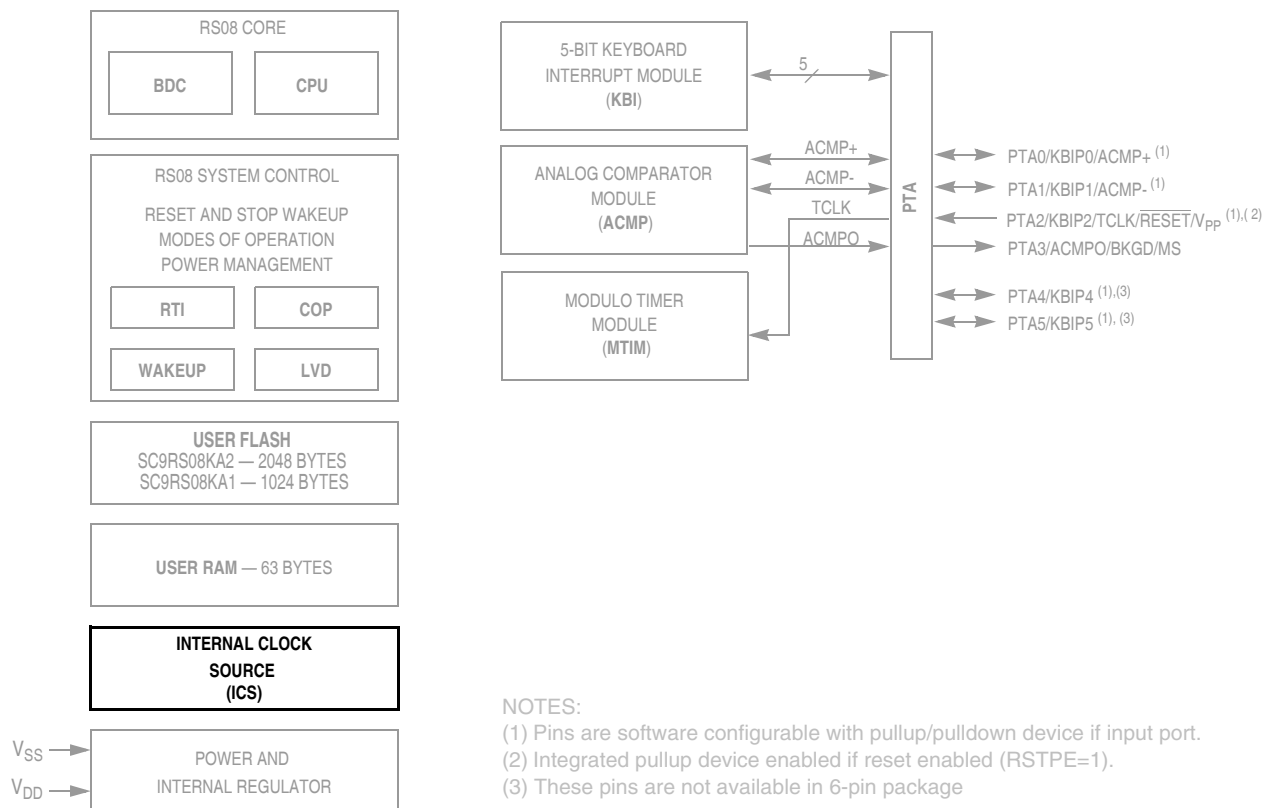 RS08 CORE
BDC
CPU
RS08 SYSTEM CONTROL
RESET AND STOP WAKEUP
MODES OF OPERATION
POWER MANAGEMENT
RTI
COP
WAKEUP
LVD
USER FLASH
SC9RS08KA2 — 2048 BYTES
SC9RS08KA1 — 1024 BYTES
USER RAM — 63 BYTES
INTERNAL CLOCK
SOURCE
(ICS)
VSS
VDD
POWER AND
INTERNAL REGULATOR
5-BIT KEYBOARD
INTERRUPT MODULE
(KBI)
5
ANALOG COMPARATOR
MODULE
(ACMP)
ACMP+
ACMP-
TCLK
ACMPO
MODULO TIMER
MODULE
(MTIM)
PTA
PTA0/KBIP0/ACMP+ (1)
PTA1/KBIP1/ACMP- (1)
PTA2/KBIP2/TCLK/RESET/VPP (1),( 2)
PTA3/ACMPO/BKGD/MS
PTA4/KBIP4 (1),(3)
PTA5/KBIP5 (1), (3)
NOTES:
(1) Pins are software configurable with pullup/pulldown device if input port.
(2) Integrated pullup device enabled if reset enabled (RSTPE=1).
(3) These pins are not available in 6-pin package